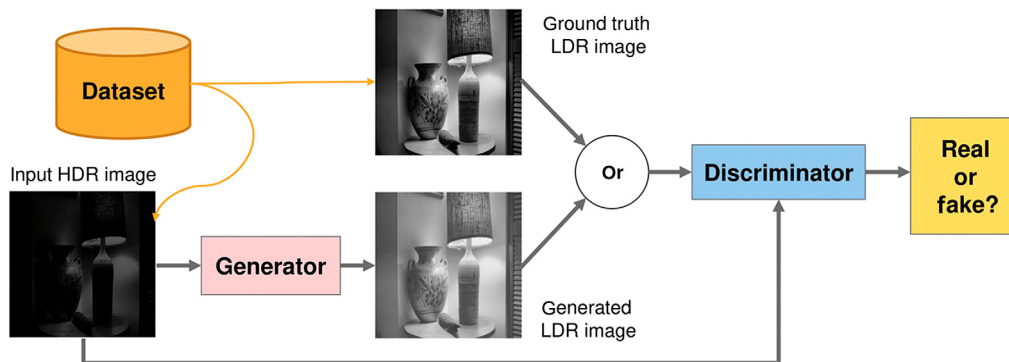 Ground truth
LDR image
Dataset
Input HDR image
Or
Discriminator
Real
or
fake?
Generator
Generated
LDR image